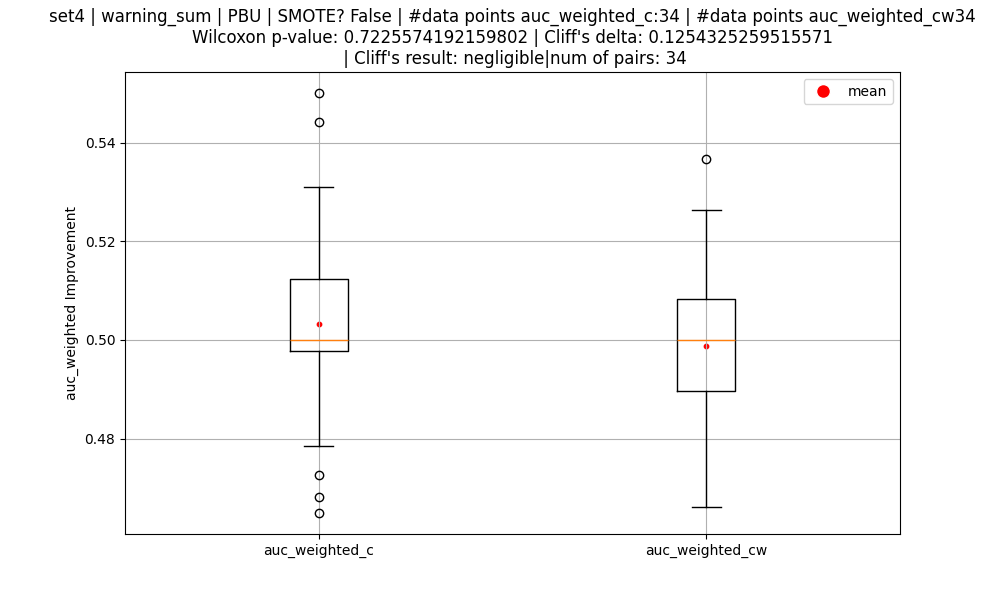 set4 | warning_sum | PBU | SMOTE? False | #data points auc_weighted_c:34 | #data points auc_weighted_cw34
Wilcoxon p-value: 0.7225574192159802 | Cliff's delta: 0.1254325259515571
| Cliff's result: negligible|num of pairs: 34
mean
0.54
0.52
0.50
0.48
auc_weighted Improvement
auc_weighted_c
auc_weighted_cw